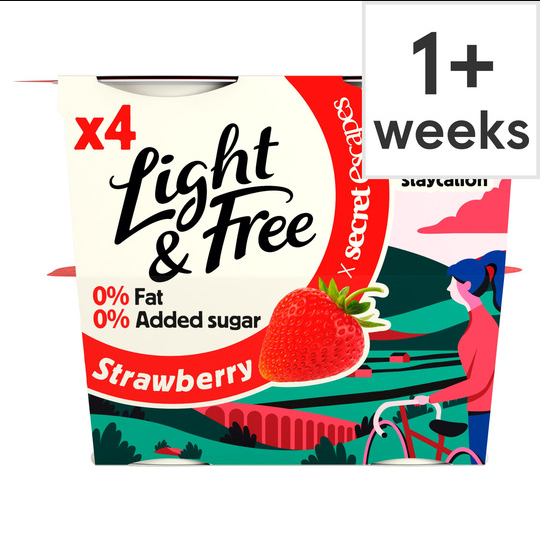 1+
weeks
x4
Light
& Free
x secret escapes
staycation
0% Fat
0% Added sugar
Strawberry